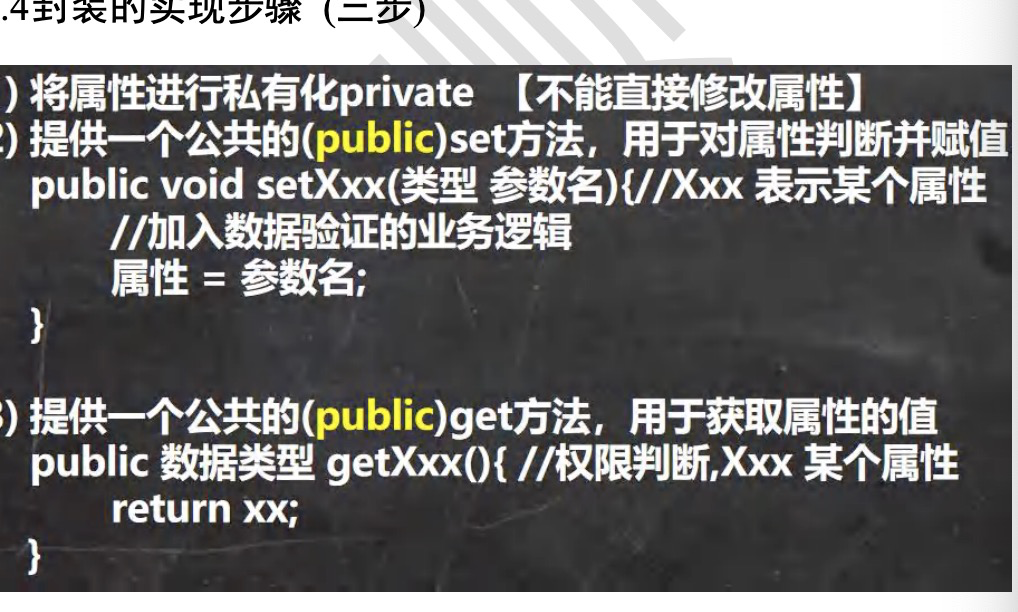 .4封装的实现步骤 (三步)
) 将属性进行私有化private 【不能直接修改属性】
2) 提供一个公共的(public)set方法，用于对属性判断并赋值
public void setXxx(类型 参数名){//Xxx 表示某个属性
//加入数据验证的业务逻辑
属性 = 参数名;
}
3) 提供一个公共的(public)get方法，用于获取属性的值
public 数据类型 getXxx(){ //权限判断,Xxx 某个属性
return xx;
}